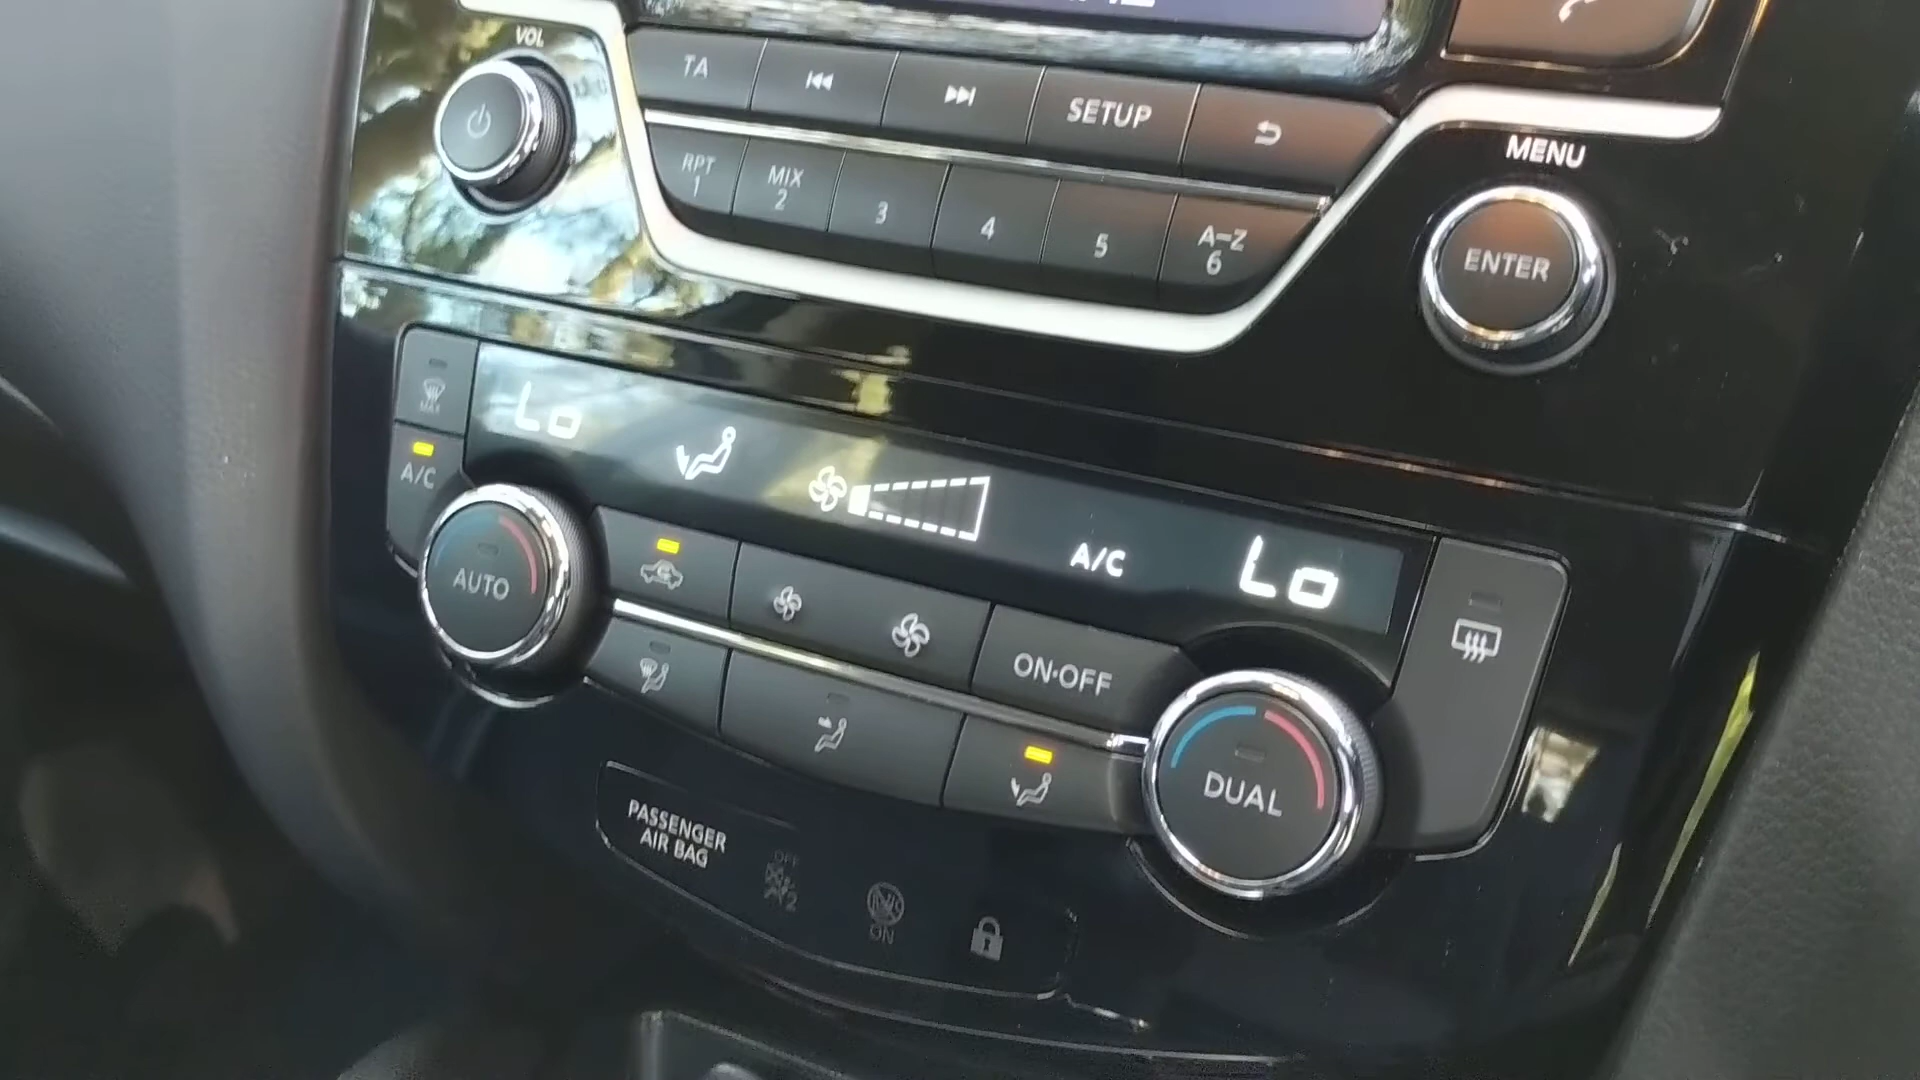 VOL
TA
SETUP
RPT
1
MIX
2
3
4
5
A-Z
6
MENU
ENTER
MAX
A/C
Lo
A/C
Lo
AUTO
ON·OFF
DUAL
PASSENGER
AIR BAG
OFF
2
ON